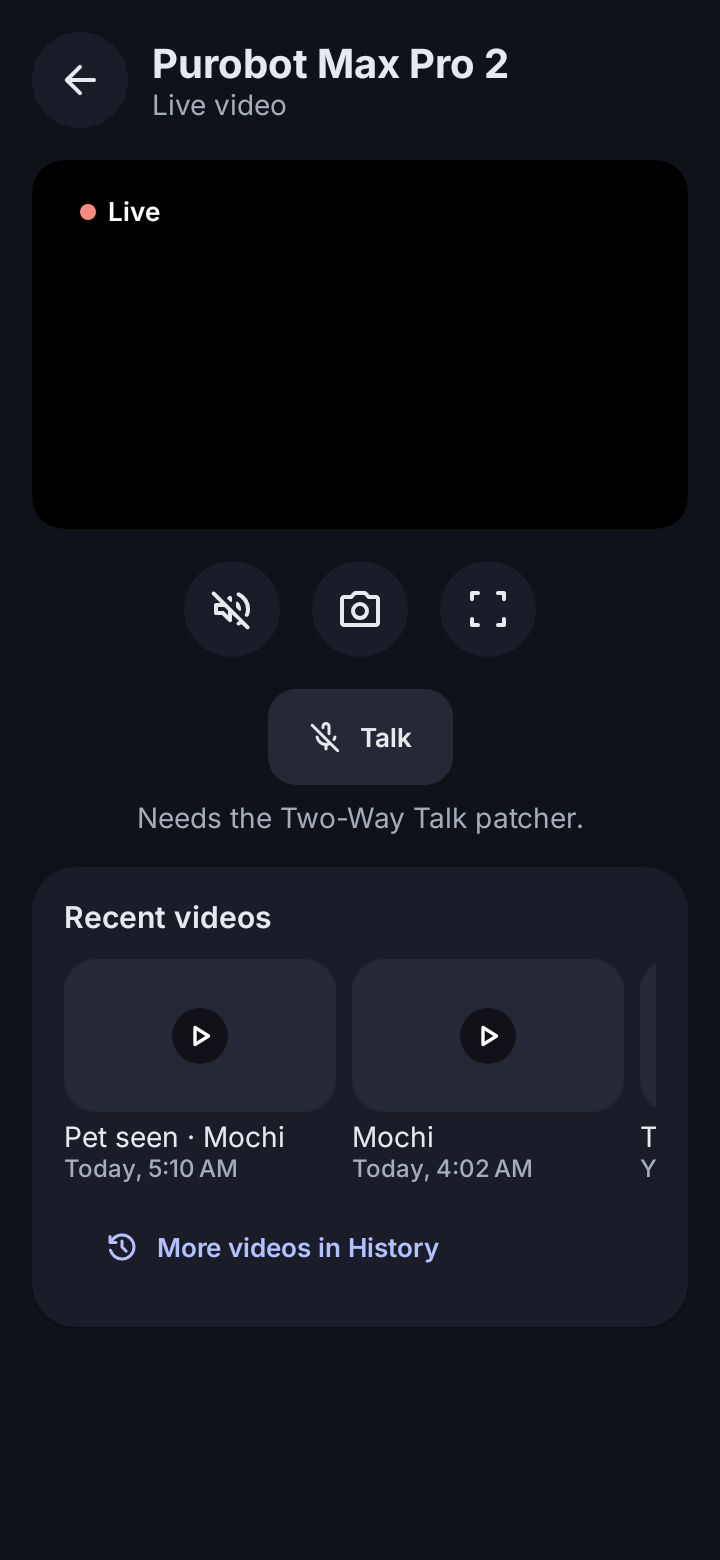 Purobot Max Pro 2
Live video
Live
Talk
Needs the Two-Way Talk patcher.
Recent videos
Pet seen · Mochi
Mochi
T
Today, 5:10 AM
Today, 4:02 AM
Y
More videos in History